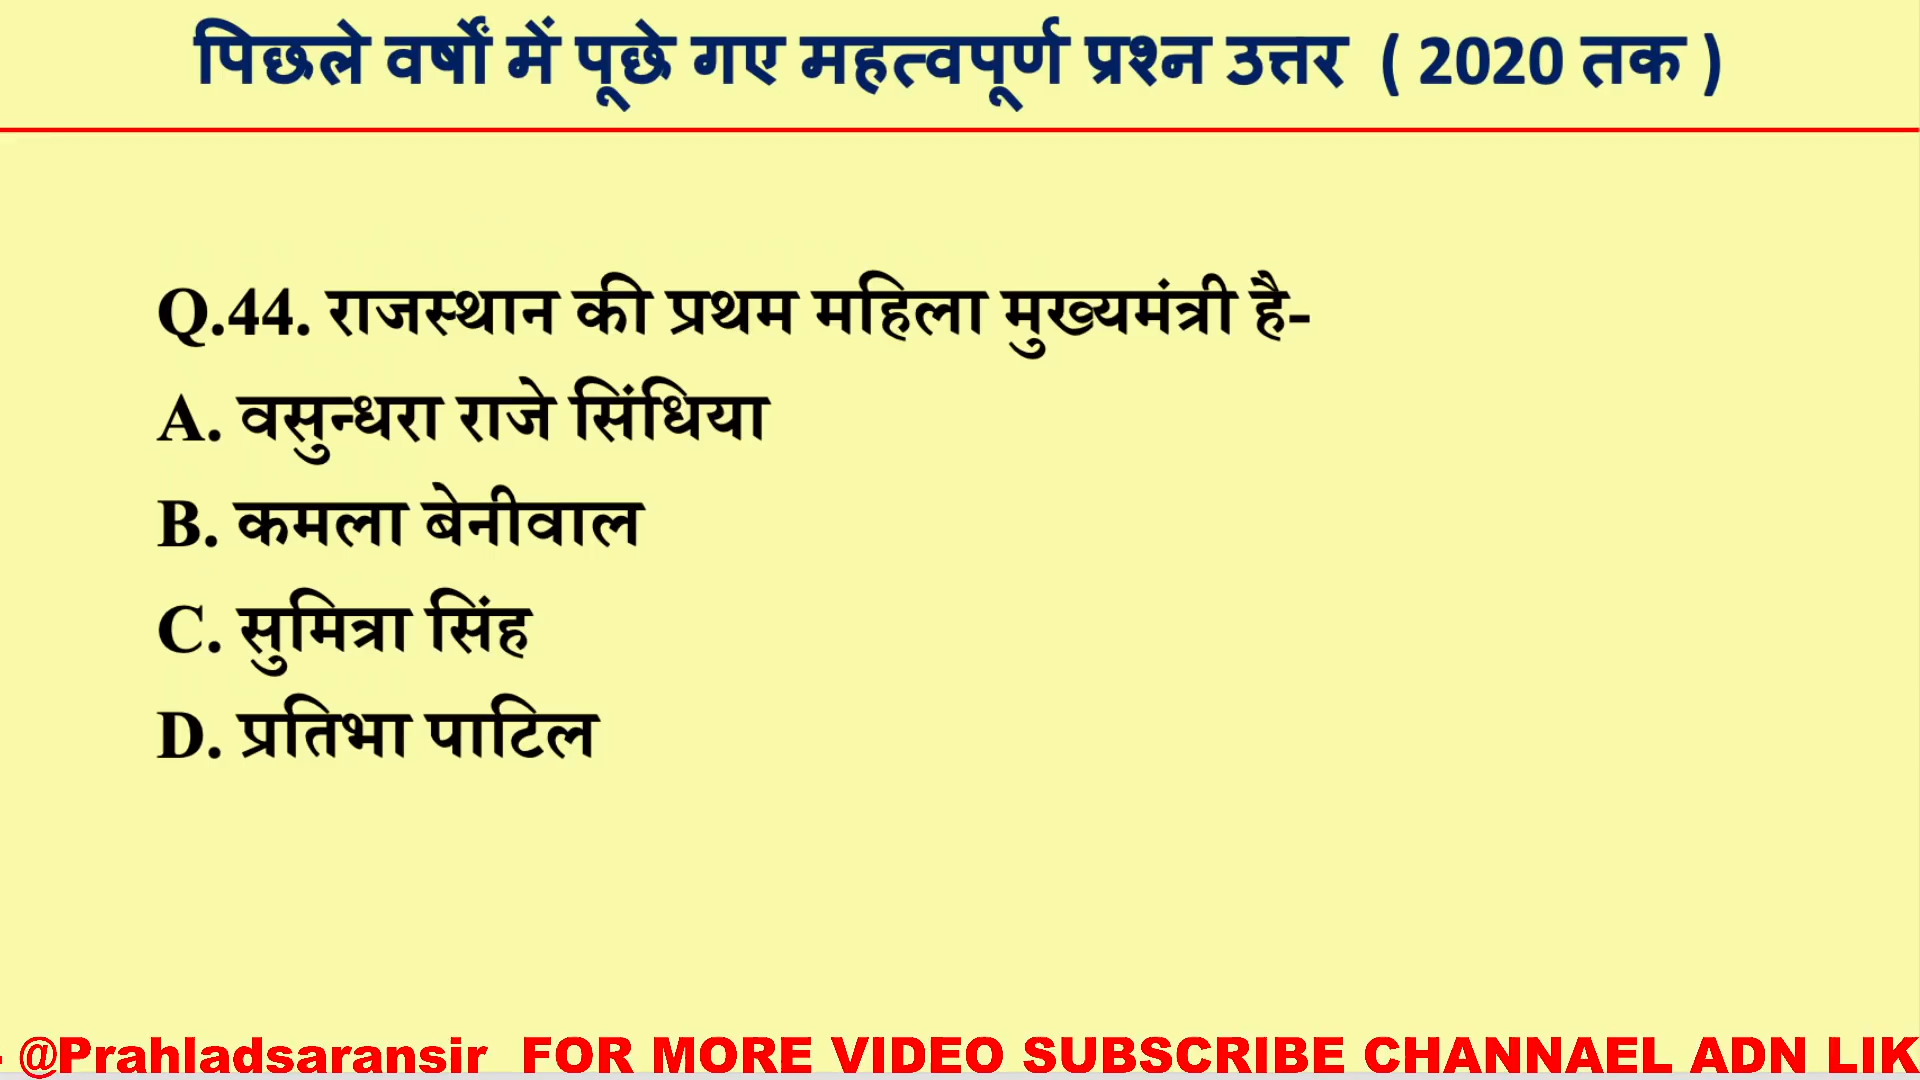 पिछले वर्षों में पूछे गए महत्वपूर्ण प्रश्न उत्तर ( 2020 तक )
Q.44. राजस्थान की प्रथम महिला मुख्यमंत्री है-
A. वसुन्धरा राजे सिंधिया
B. कमला बेनीवाल
C. सुमित्रा सिंह
D. प्रतिभा पाटिल
- @Prahladsaransir FOR MORE VIDEO SUBSCRIBE CHANNAEL ADN LIK